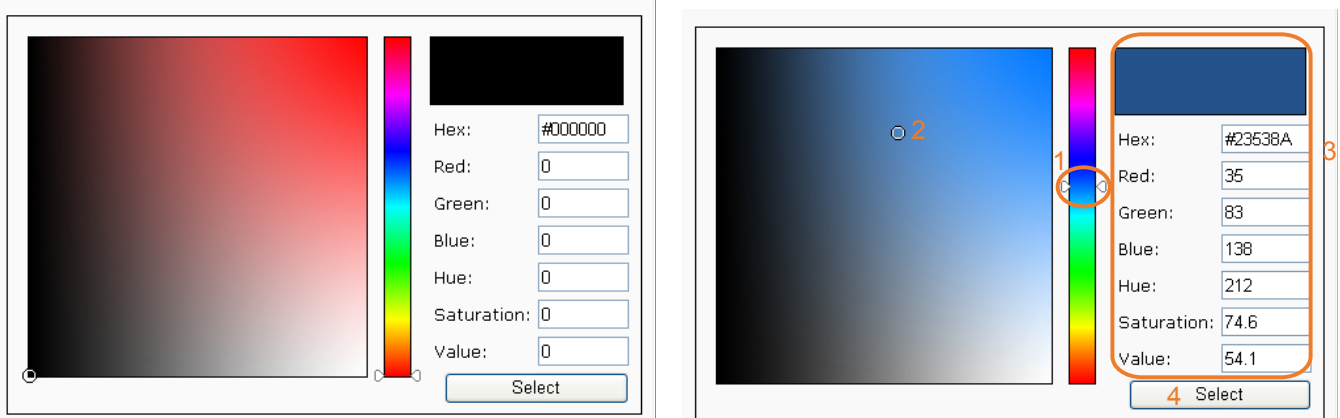 Hex: #000000
Red: 0
Green: 0
Blue: 0
Hue: 0
Saturation: 0
Value: 0
Select
2
1
3
Hex: #23538A
Red: 35
Green: 83
Blue: 138
Hue: 212
Saturation: 74.6
Value: 54.1
4 Select